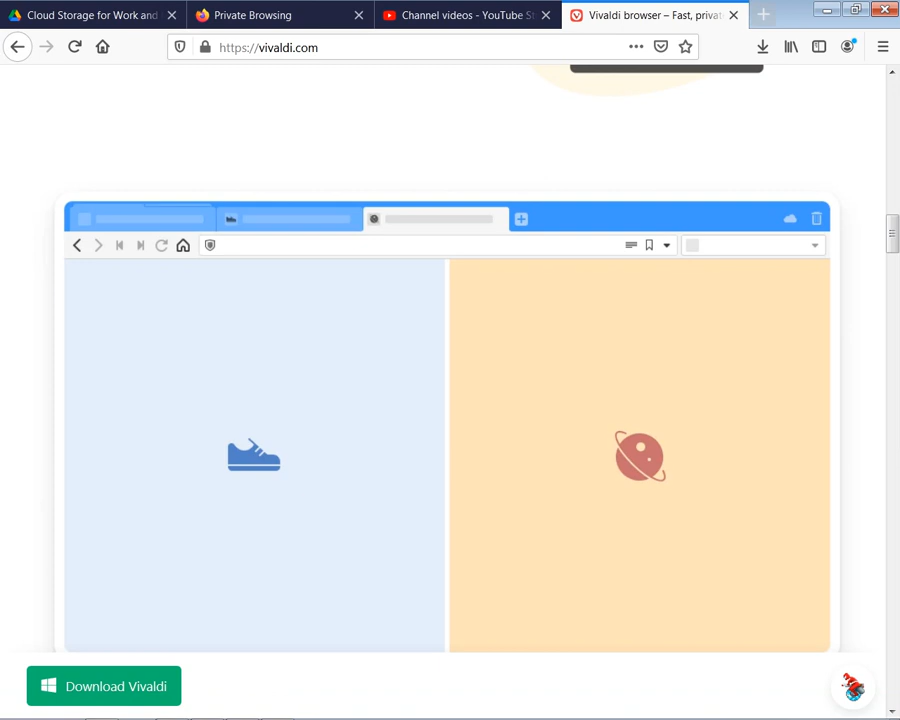 Cloud Storage for Work and
Private Browsing
Channel videos - YouTube St
Vivaldi browser – Fast, privat
https://vivaldi.com
Download Vivaldi